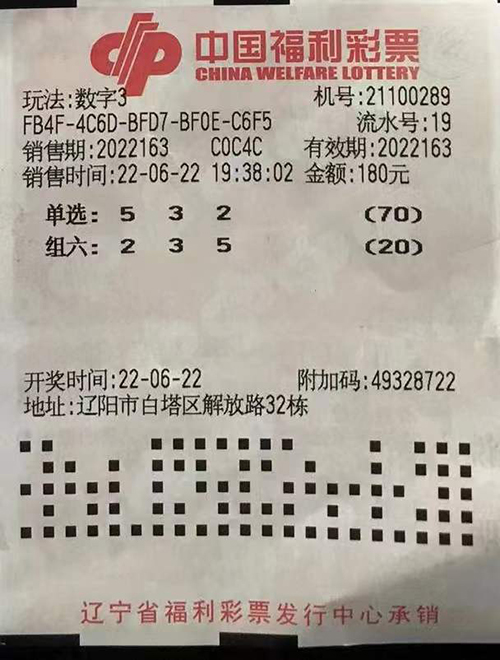 中国福利彩票
CHINA WELFARE LOTTERY
玩法:数字3 机号:21100289
FB4F-4C6D-BFD7-BF0E-C6F5 流水号:19
销售期:2022163 C0C4C 有效期:2022163
销售时间:22-06-22 19:38:02 金额:180元
单选: 5 3 2 (70)
组六: 2 3 5 (20)
开奖时间:22-06-22 附加码:49328722
地址:辽阳市白塔区解放路32栋
辽宁省福利彩票发行中心承销